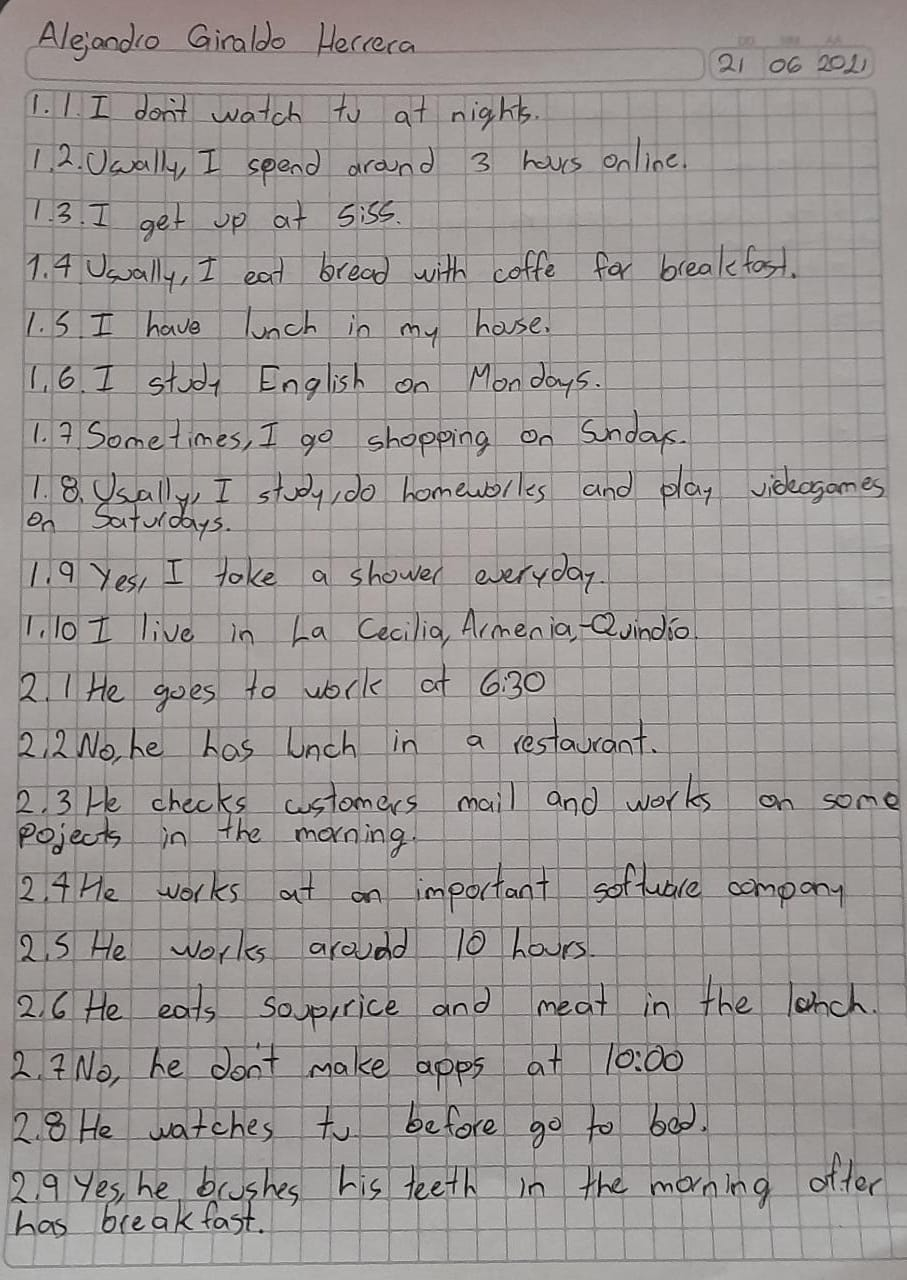 Alejandro Giraldo Herrera
21 06 2021
1.1. I don't watch tv at nights.
1.2. Usually, I spend around 3 hours online.
1.3. I get up at 5:55.
1.4 Usually, I eat bread with coffe for breakfast.
1.5 I have lunch in my house.
1.6. I study English on Mondays.
1.7 Sometimes, I go shopping on Sundays.
1.8. Usally, I study, do homeworks and play videogames
on Saturdays.
1.9 Yes, I take a shower everyday.
1.10 I live in La Cecilia, Armenia,-Quindío.
2.1 He goes to work at 6:30
2.2 No, he has lunch in a restaurant.
2.3 He checks customers mail and works on some
Pojects in the morning.
2.4 He works at an important software company
2.5 He works around 10 hours.
2.6 He eats soup, rice and meat in the lanch.
2.7 No, he don't make apps at 10:00
2.8 He watches tv before go to bed.
2.9 Yes, he brushes his teeth in the morning after
has breakfast.